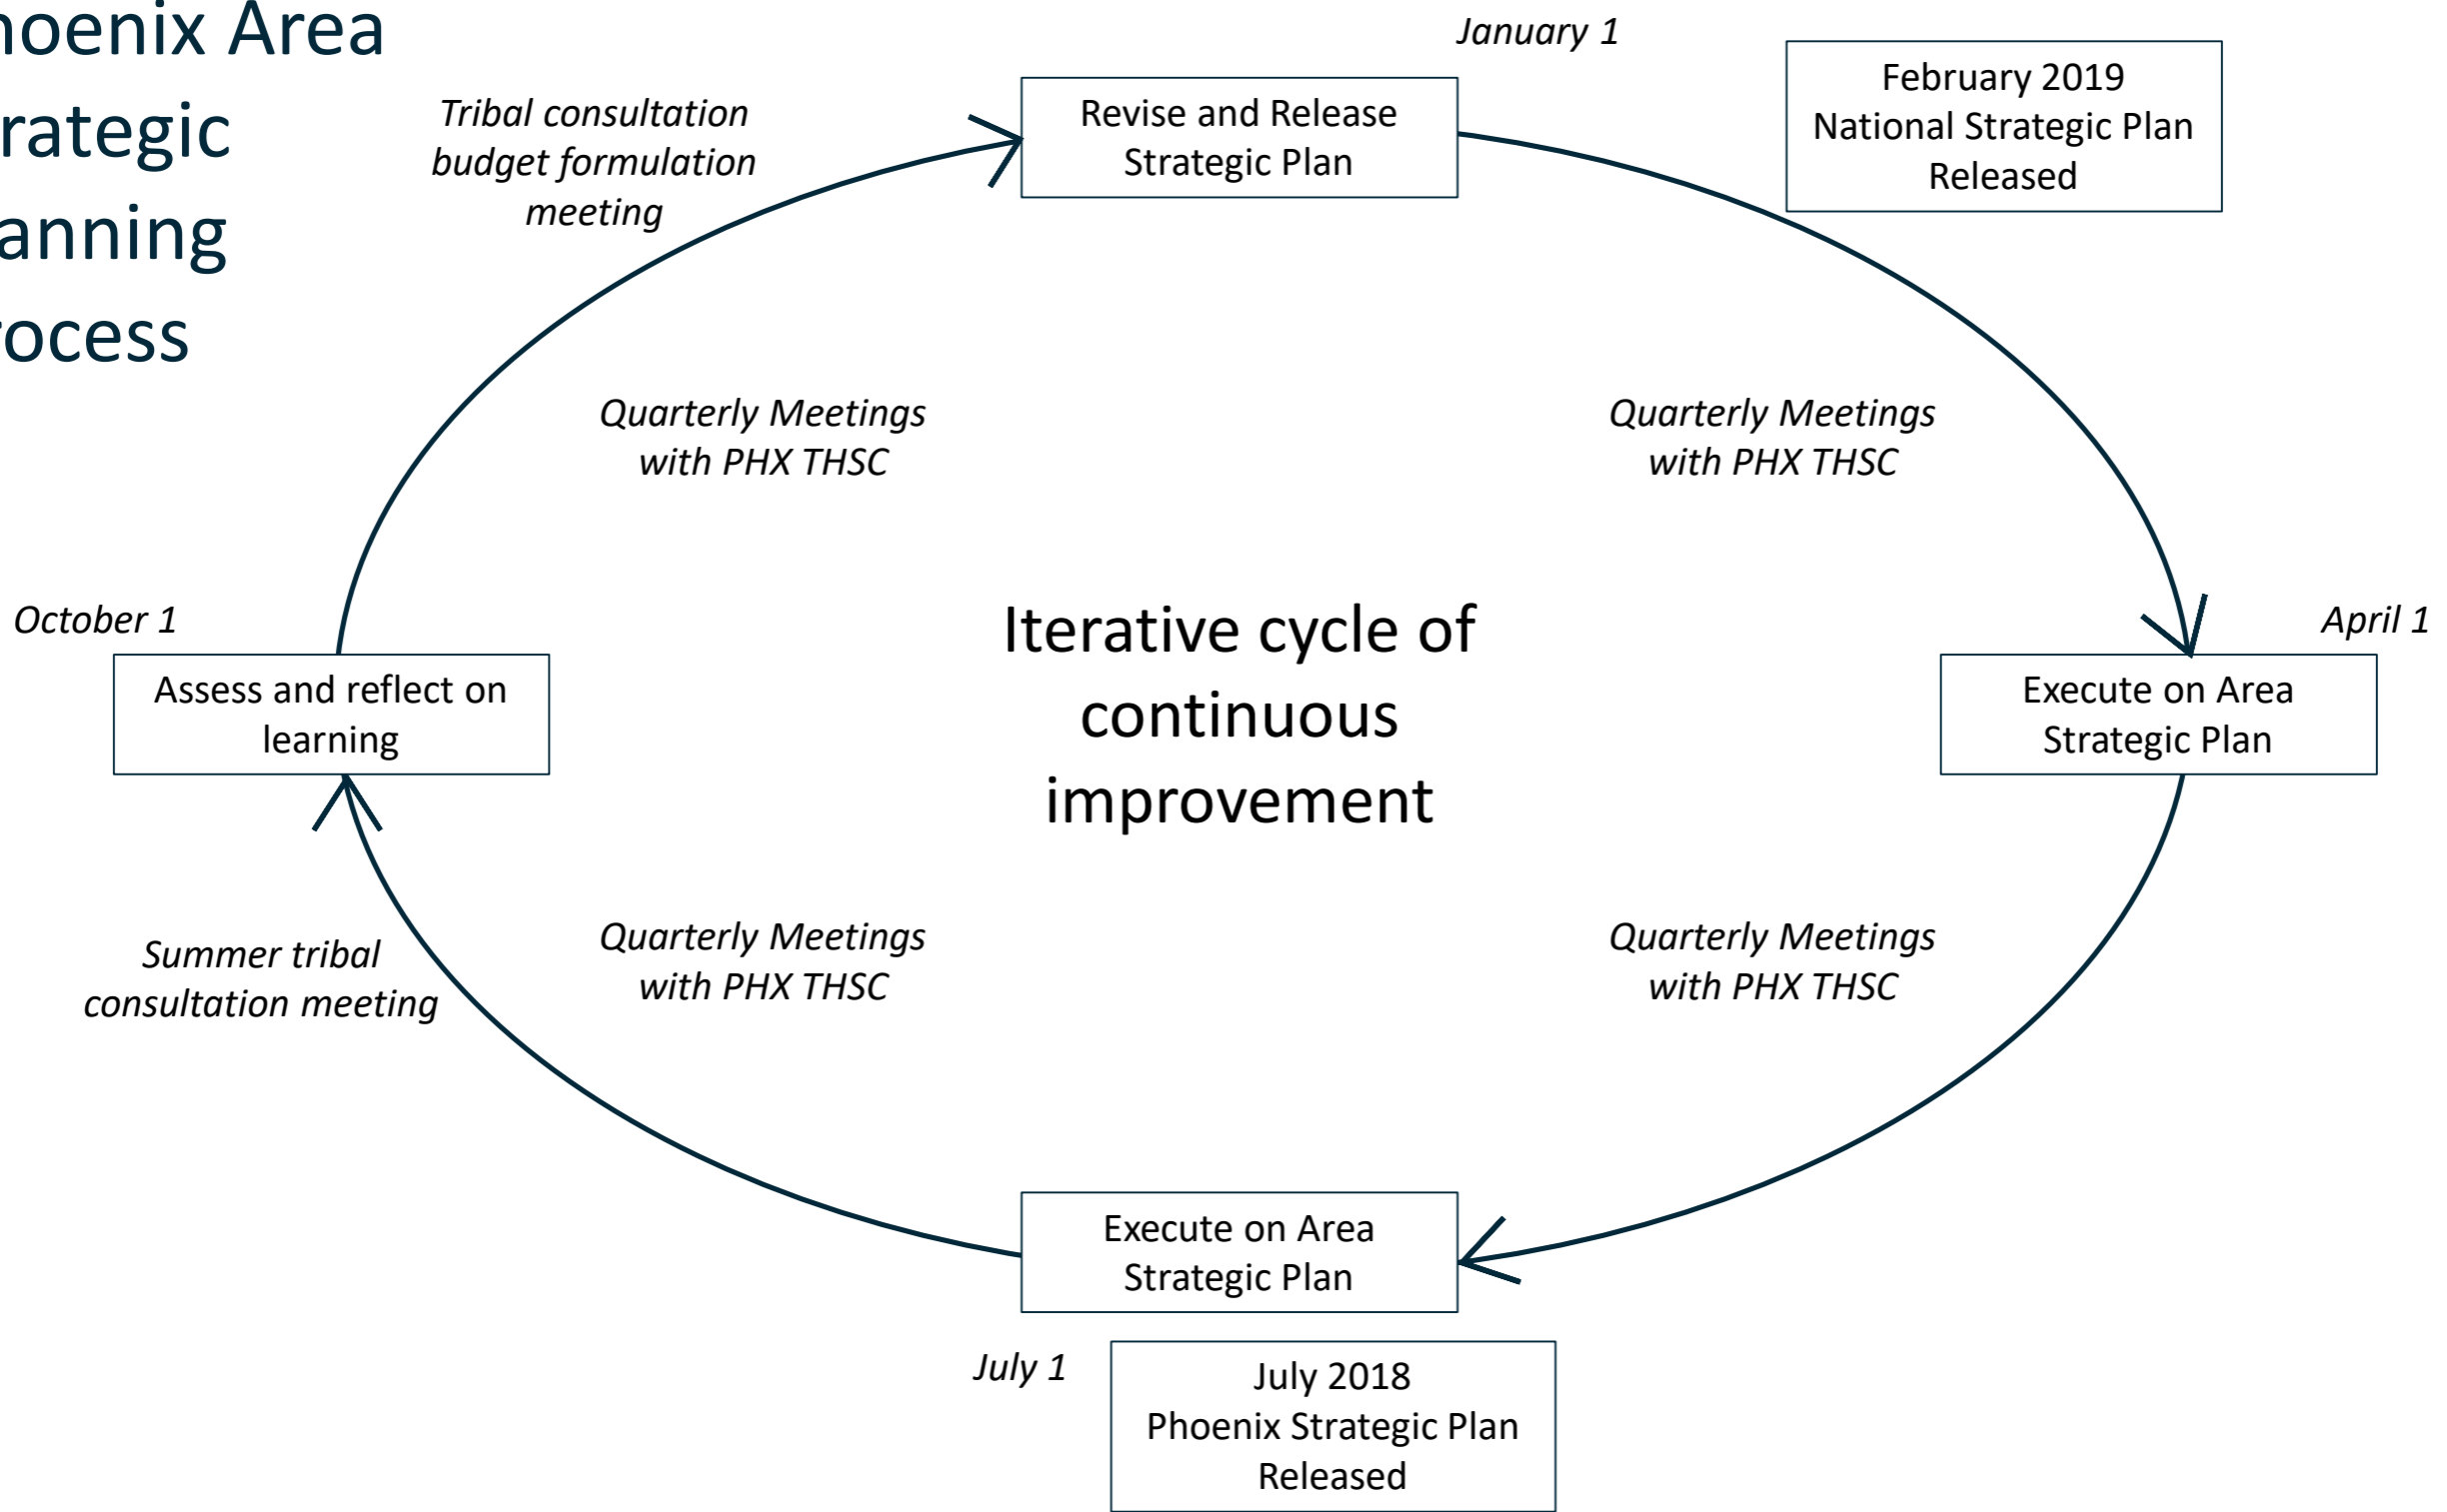 hoenix Area
rategic
anning
rocess
January 1
February 2019
National Strategic Plan
Released
Tribal consultation
budget formulation
meeting
Revise and Release
Strategic Plan
Quarterly Meetings
with PHX THSC
Quarterly Meetings
with PHX THSC
October 1
Assess and reflect on
learning
Iterative cycle of
continuous
improvement
April 1
Execute on Area
Strategic Plan
Summer tribal
consultation meeting
Quarterly Meetings
with PHX THSC
Quarterly Meetings
with PHX THSC
Execute on Area
Strategic Plan
July 1
July 2018
Phoenix Strategic Plan
Released